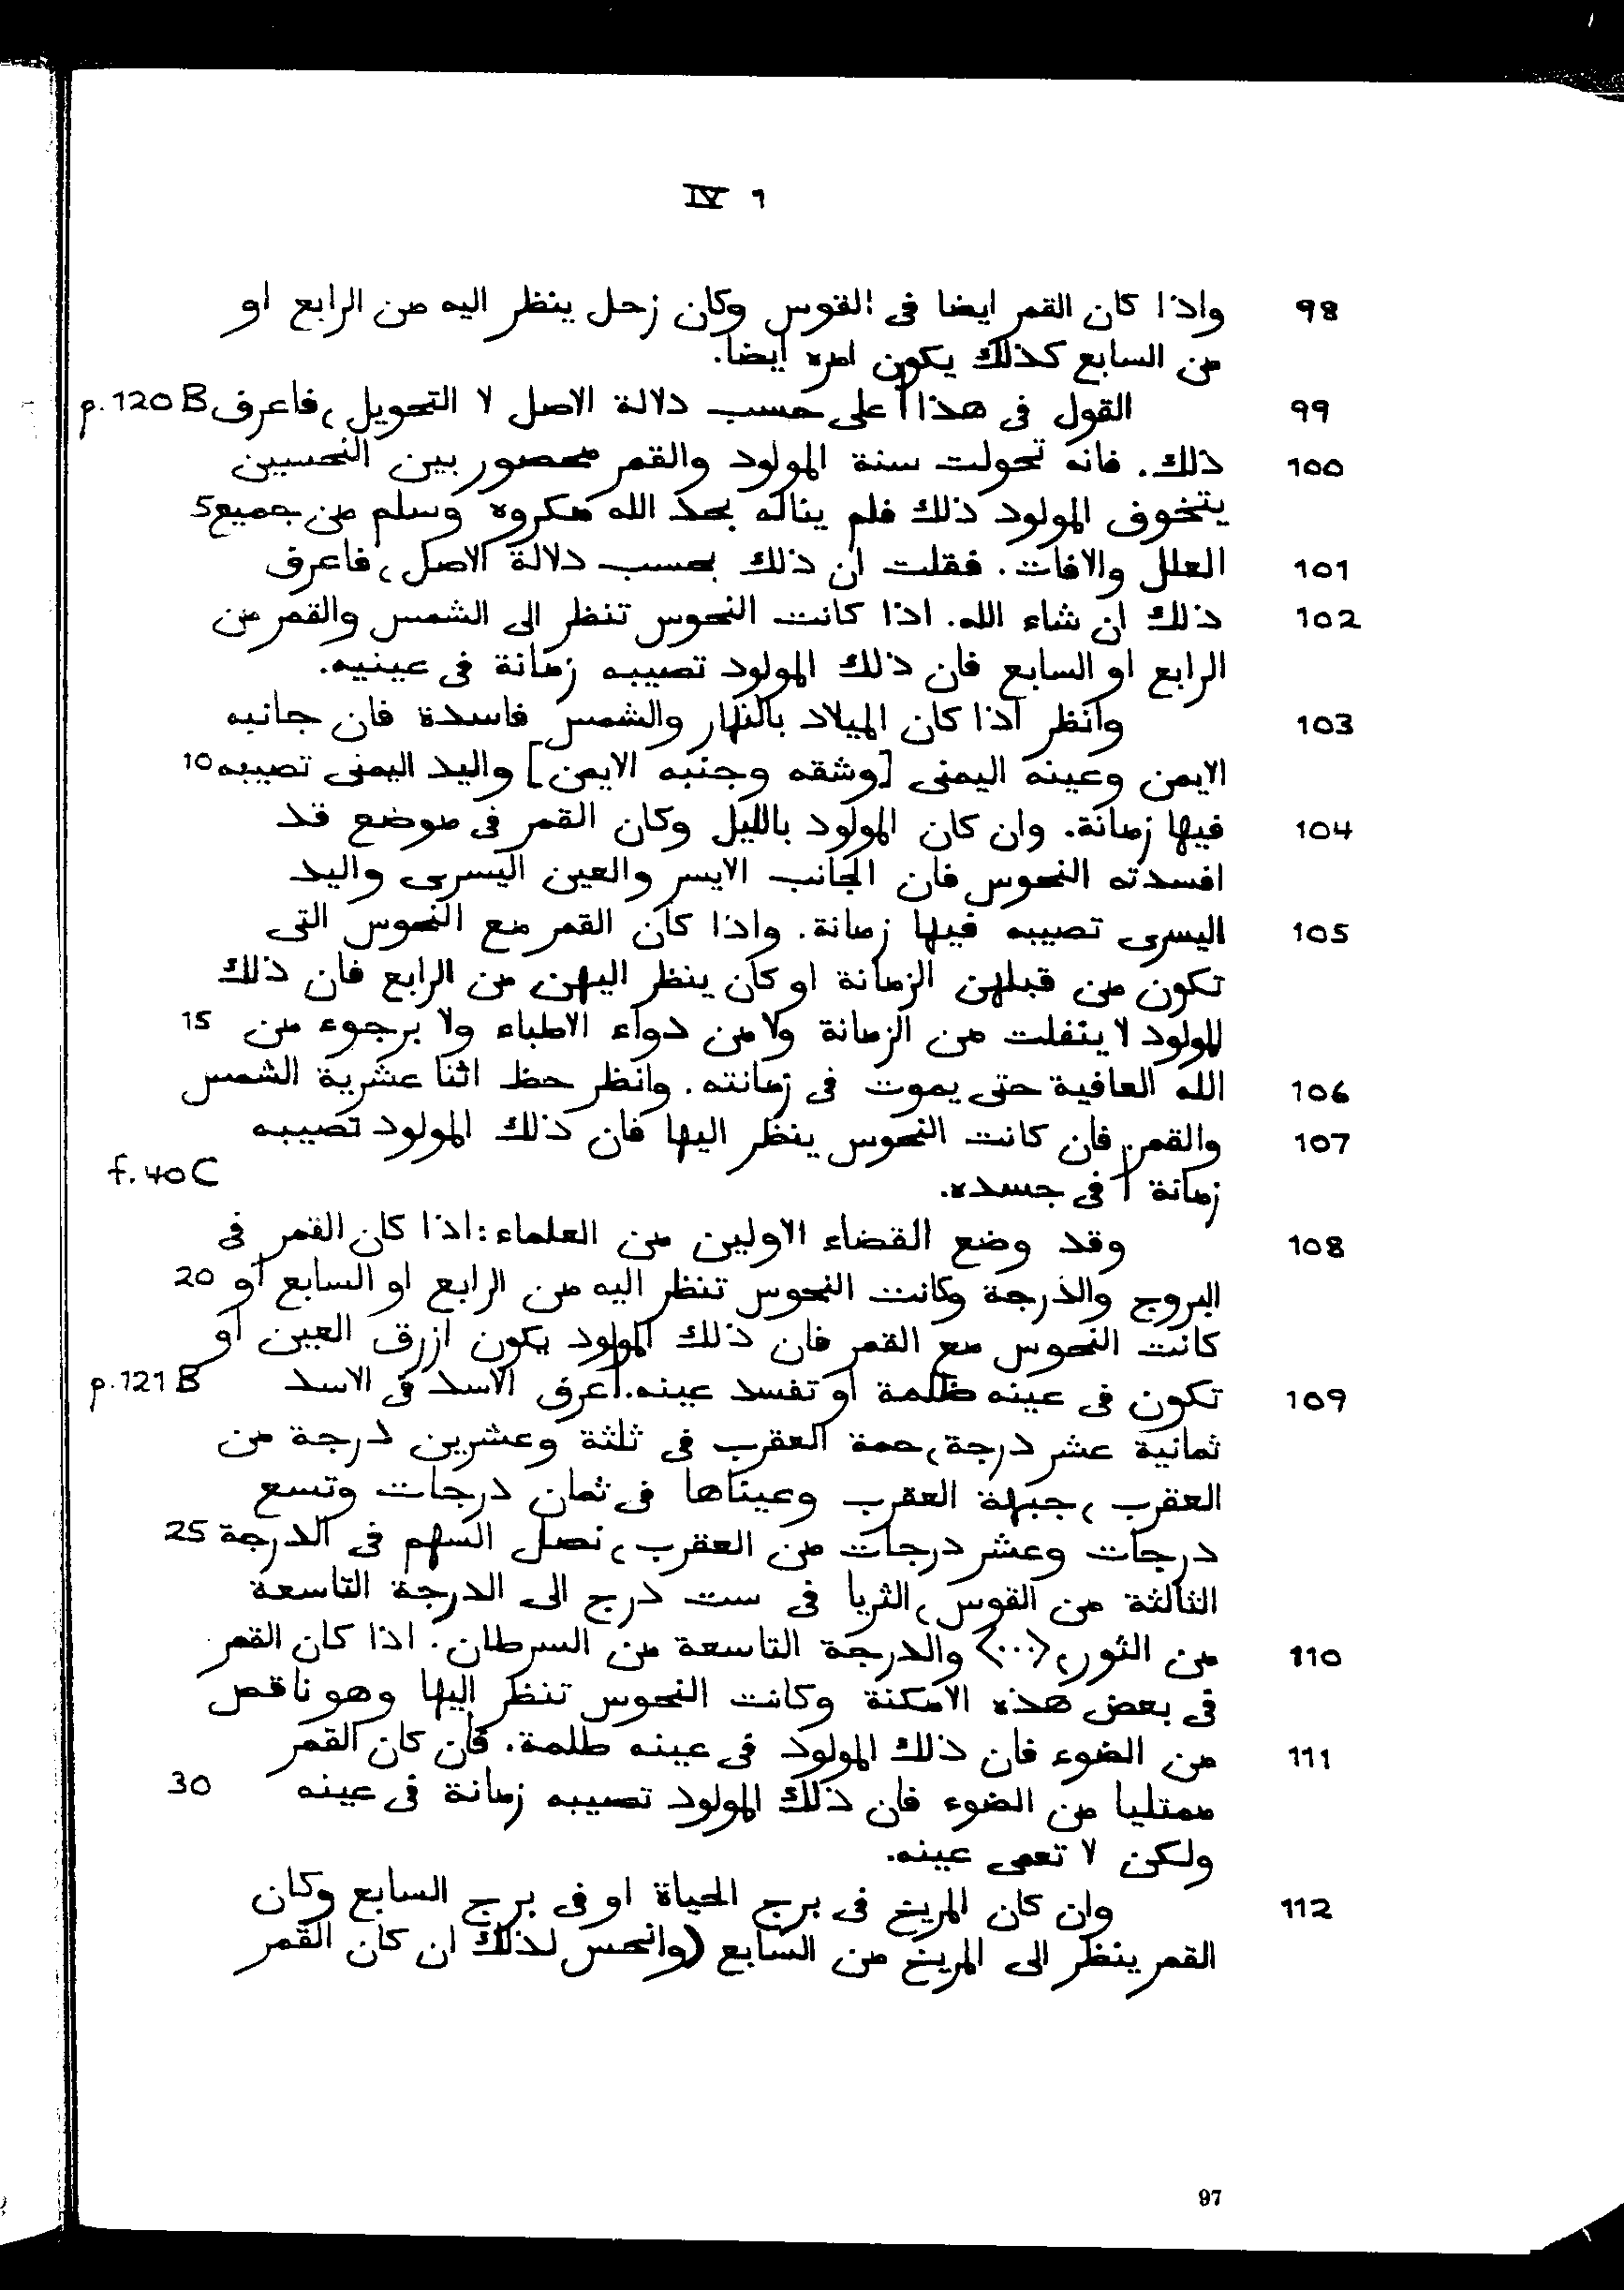 IV ٦
98 واذا كان القمر ايضا فى القوس وكان زحل ينظر اليه من الرابع او
من السابع كذلك يكون امره ايضا.
99 القول فى هذا | على حسب دلالة الاصل لا التحويل، فاعرف p. 120 B
100 ذلك. فانه تحولت سنة المولود والقمر محصور بين النحسين
يتخوف المولود ذلك فلم يناله بحد الله مكروه وسلم من جميع 5
101 العلل والافات. فقلت ان ذلك بحسب دلالة الاصل، فاعرف
102 ذلك ان شاء الله. اذا كانت النحوس تنظر الى الشمس والقمر من
الرابع او السابع فان ذلك المولود تصيبه زمانة فى عينيه.
103 وانظر اذا كان الميلاد بالنهار والشمس فاسدة فان جانبه
الايمن وعينه اليمنى [وشقه وجنبه الايمن] واليد اليمنى تصيبه 10
104 فيها زمانة. وان كان المولود بالليل وكان القمر فى موضع قد
افسدته النحوس فان الجانب الايسر والعين اليسرى واليد
105 اليسرى تصيبه فيها زمانة. واذا كان القمر مع النحوس التى
تكون من قبلهن الزمانة او كان ينظر اليهن من الرابع فان ذلك
المولود لا ينفلت من الزمانة ولا من دواء الاطباء ولا برجوء من 15
106 الله العافية حتى يموت فى زمانته. وانظر حظ اثنا عشرية الشمس
107 والقمر، فان كانت النحوس ينظر اليها فان ذلك المولود تصيبه
زمانة | فى جسده. f. 40 C
108 وقد وضع القضاء الاولين من العلماء: اذا كان القمر فى
البروج والدرجة وكانت النحوس تنظر اليه من الرابع او السابع او 20
كانت النحوس مع القمر فان ذلك المولود يكون ازرق العين او
109 تكون فى عينه ظلمة او تفسد عينه. | اعرف الاسد فى الاسد p. 121 B
ثمانية عشر درجة، حمة العقرب فى ثلثة وعشرين درجة من
العقرب، جبهة العقرب وعيناها فى ثمان درجات وتسع
درجات وعشر درجات من العقرب، نصل السهم فى الدرجة 25
الثالثة من القوس، الثريا فى ست درج الى الدرجة التاسعة
110 من الثور، <...> والدرجة التاسعة من السرطان. اذا كان القمر
فى بعض هذه الامكنة وكانت النحوس تنظر اليها وهو ناقص
111 من الضوء فان ذلك المولود فى عينه طلمة. فان كان القمر
ممتليا من الضوء فان ذلك المولود تصيبه زمانة فى عينه 30
ولكن لا تعمى عينه.
112 وان كان المريخ فى برج الحياة او فى برج السابع وكان
القمر ينظر الى المريخ من السابع (وانحس لذلك ان كان القمر
97